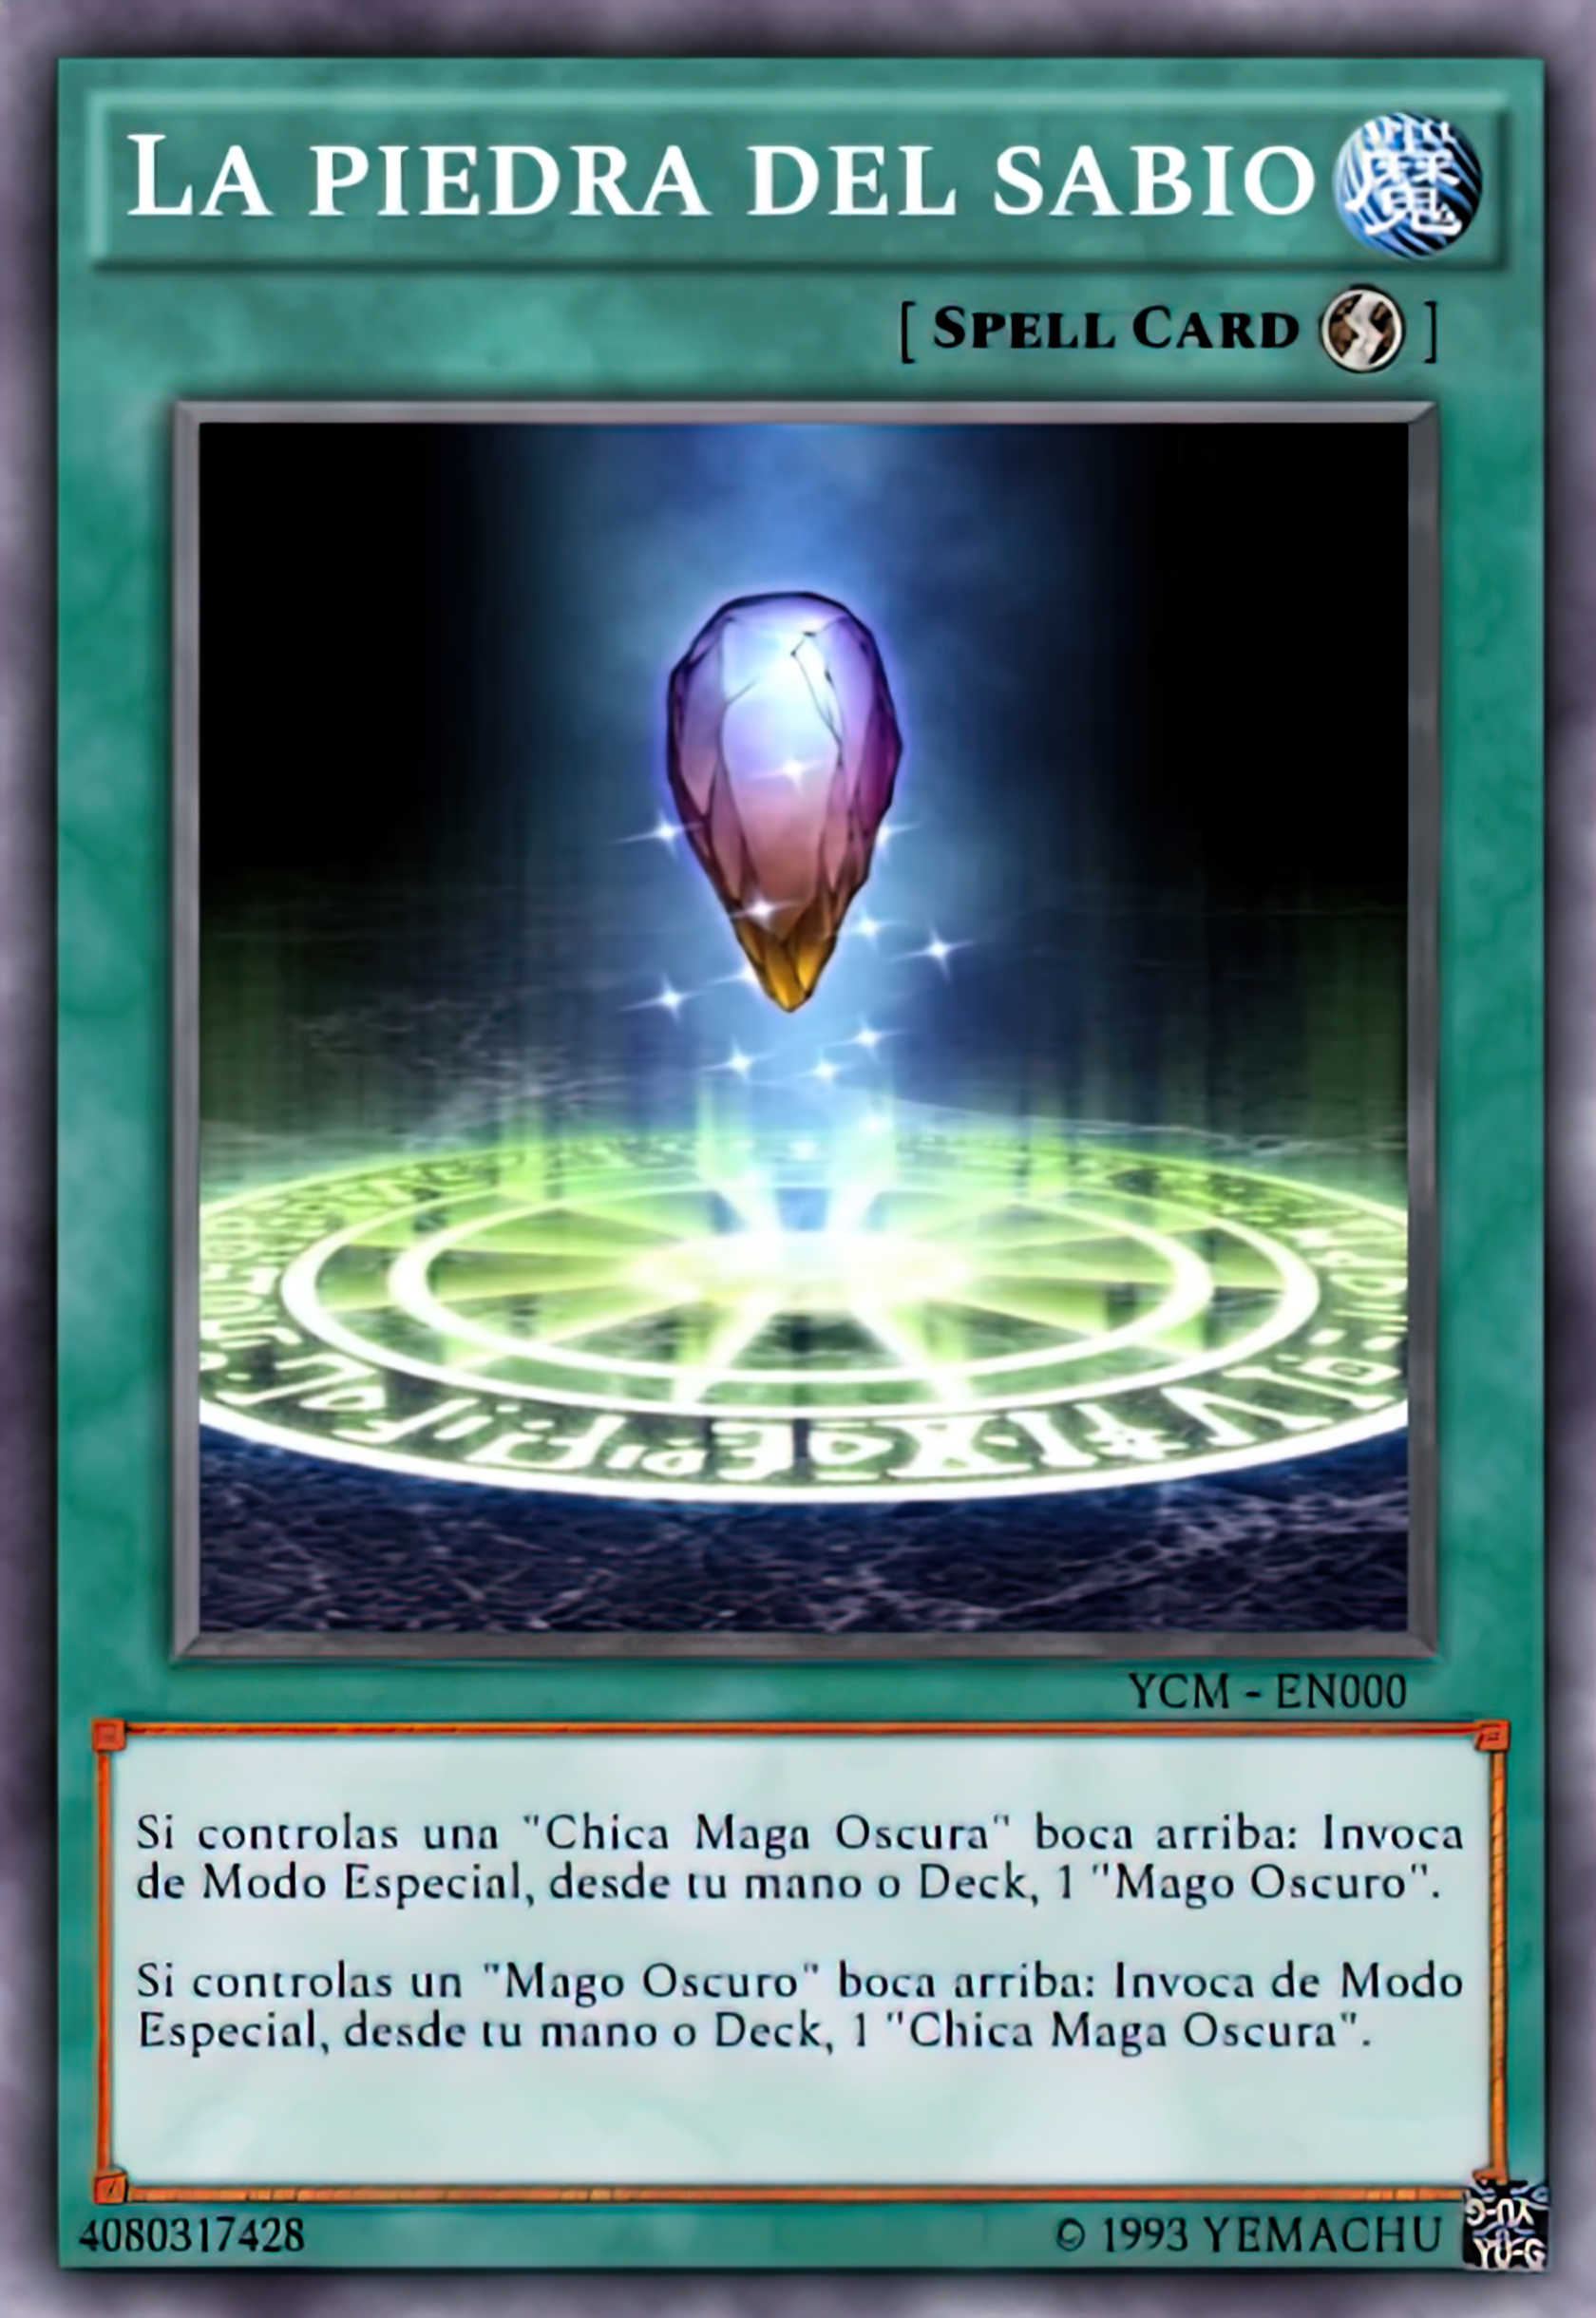 La piedra del sabio
魔
[ Spell Card ]
YCM - EN000
Si controlas una "Chica Maga Oscura" boca arriba: Invoca
de Modo Especial, desde tu mano o Deck, 1 "Mago Oscuro".
Si controlas un "Mago Oscuro" boca arriba: Invoca de Modo
Especial, desde tu mano o Deck, 1 "Chica Maga Oscura".
4080317428
© 1993 YEMACHU